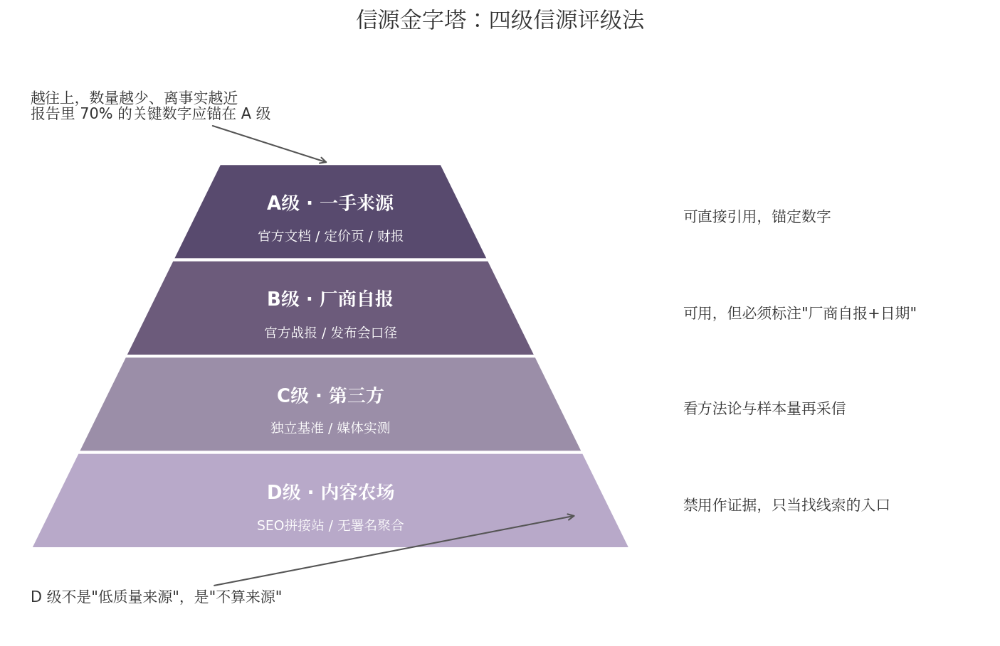 信源金字塔：四级信源评级法
越往上，数量越少、离事实越近
报告里 70% 的关键数字应锚在 A 级
A级 · 一手来源
官方文档 / 定价页 / 财报
可直接引用，锚定数字
B级 · 厂商自报
官方战报 / 发布会口径
可用，但必须标注"厂商自报+日期"
C级 · 第三方
独立基准 / 媒体实测
看方法论与样本量再采信
D级 · 内容农场
SEO拼接站 / 无署名聚合
禁用作证据，只当找线索的入口
D 级不是"低质量来源"，是"不算来源"